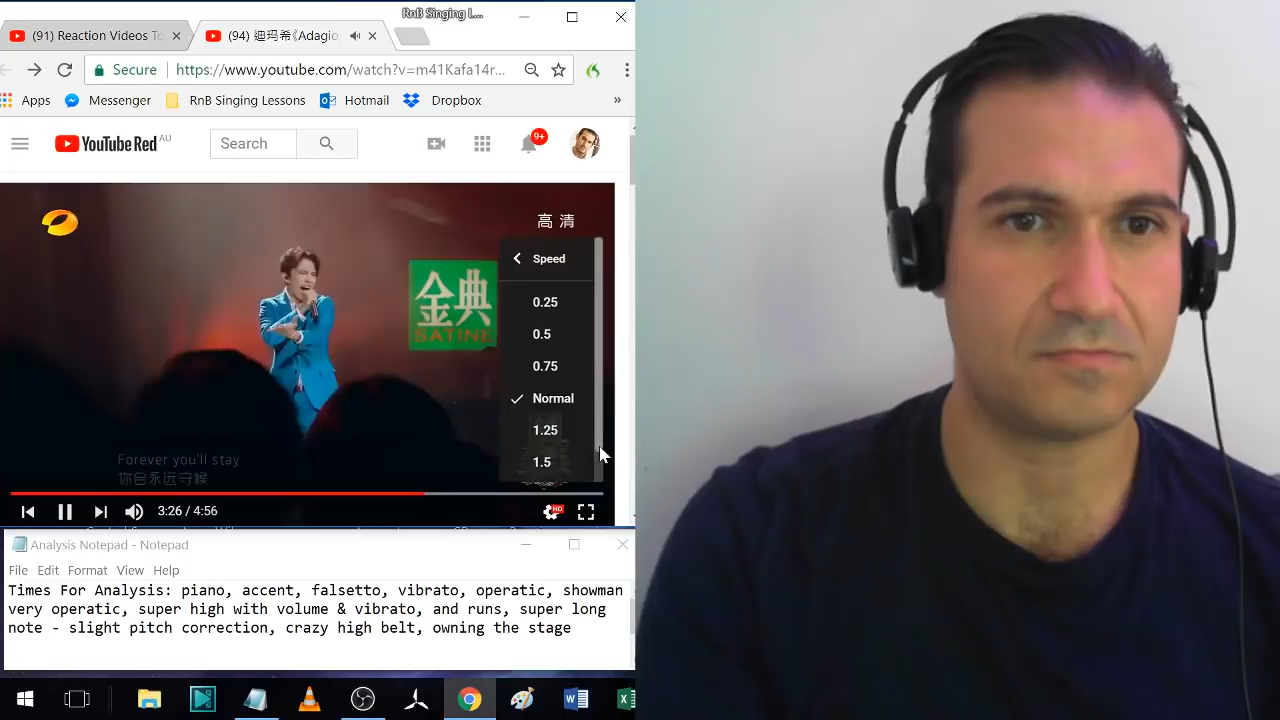 RnB Singing L...
(91) Reaction Videos To
(94) 迪玛希《Adagio
Secure
https://www.youtube.com/watch?v=m41Kafa14r...
Apps
Messenger
RnB Singing Lessons
Hotmail
Dropbox
»
YouTube Red AU
Search
9+
高清
金典
SATINE
Speed
0.25
0.5
0.75
Normal
1.25
1.5
Forever you'll stay
你会永远守候
3:26 / 4:56
HD
Analysis Notepad - Notepad
File Edit Format View Help
Times For Analysis: piano, accent, falsetto, vibrato, operatic, showman
very operatic, super high with volume & vibrato, and runs, super long
note - slight pitch correction, crazy high belt, owning the stage